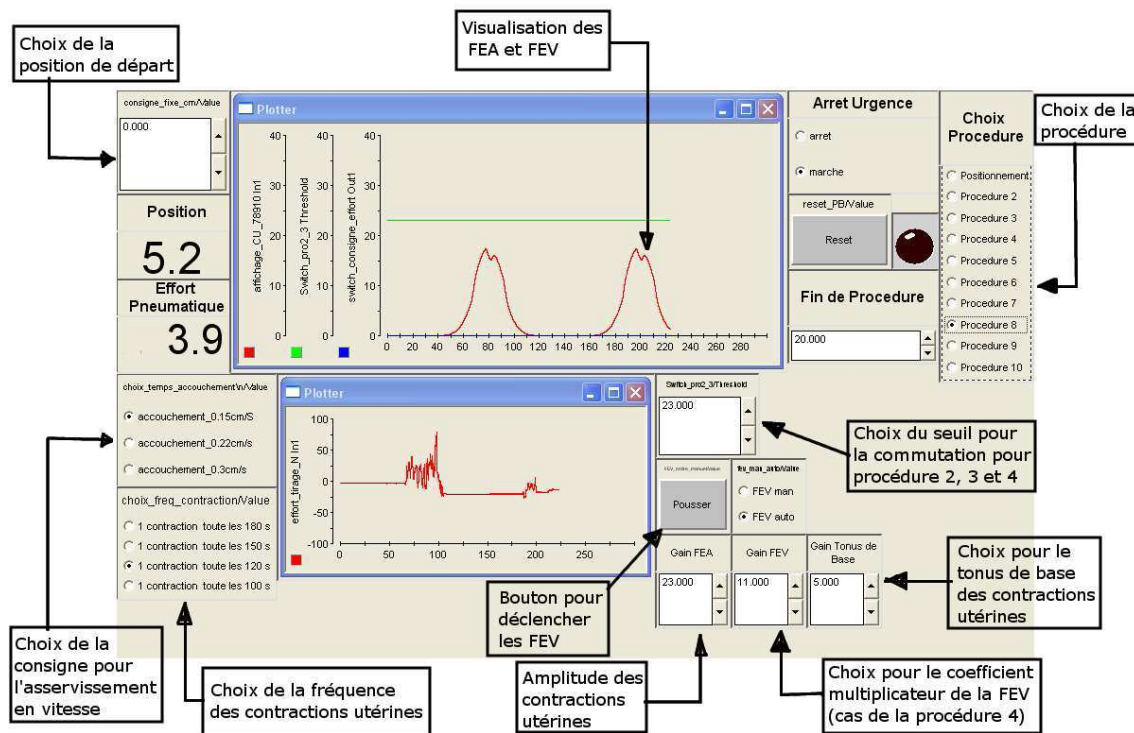 Choix de la
position de départ
Visualisation des
FEA et FEV
Choix de la
procédure
consigne_fixe_cm/Value
0.000
Position
5.2
Effort
Pneumatique
3.9
Plotter
affichage_CU_78910 In1
Switch_pro2_3 Threshold
switch_consigne_effort Out1
40
30
20
10
0
40
30
20
10
0
40
30
20
10
0
0 20 40 60 80 100 120 140 160 180 200 220 240 260 280 300
Arret Urgence
arret
marche
reset_PB/Value
Reset
Fin de Procedure
20.000
Choix
Procedure
Positionnement
Procedure 2
Procedure 3
Procedure 4
Procedure 5
Procedure 6
Procedure 7
Procedure 8
Procedure 9
Procedure 10
choix_temps_accouchement\n/Value
accouchement_0.15cm/S
accouchement_0.22cm/s
accouchement_0.3cm/s
choix_freq_contraction/Value
1 contraction toute les 180 s
1 contraction toute les 150 s
1 contraction toute les 120 s
1 contraction toute les 100 s
Plotter
effort_tirage_N In1
100
50
0
-50
-100
0 50 100 150 200 250
Switch_pro2_3/Threshold
23.000
Pousser
fev_man_auto/Value
FEV man
FEV auto
Gain FEA
23.000
Gain FEV
11.000
Gain Tonus de
Base
5.000
Choix du seuil pour
la commutation pour
procédure 2, 3 et 4
Choix pour le
tonus de base
des contractions
utérines
Bouton pour
déclencher
les FEV
Choix de la
consigne pour
l'asservissement
en vitesse
Choix de la fréquence
des contractions utérines
Amplitude des
contractions
utérines
Choix pour le coefficient
multiplicateur de la FEV
(cas de la procédure 4)